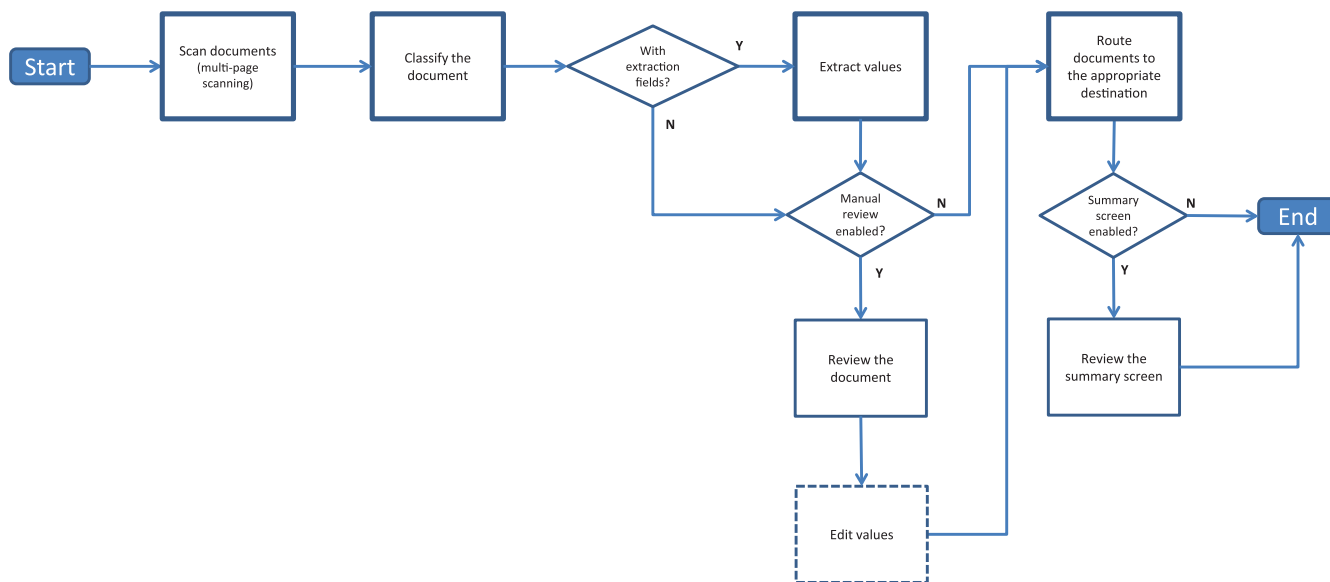 Start
Scan documents
(multi-page
scanning)
Classify the
document
With
extraction
fields?
Y
N
Extract values
Manual
review
enabled?
N
Y
Review the
document
Edit values
Route
documents to
the appropriate
destination
Summary
screen
enabled?
N
Y
Review the
summary screen
End